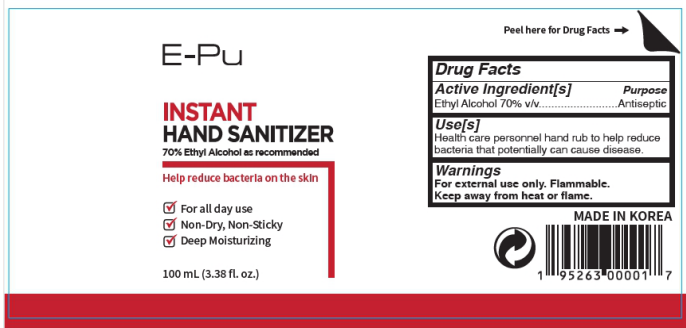 E-Pu
INSTANT
HAND SANITIZER
70% Ethyl Alcohol as recommended
Help reduce bacteria on the skin
For all day use
Non-Dry, Non-Sticky
Deep Moisturizing
100 mL (3.38 fl. oz.)
Peel here for Drug Facts
Drug Facts
Active Ingredient[s] Purpose
Ethyl Alcohol 70% v/v........................Antiseptic
Use[s]
Health care personnel hand rub to help reduce
bacteria that potentially can cause disease.
Warnings
For external use only. Flammable.
Keep away from heat or flame.
MADE IN KOREA
1 95263 00001 7